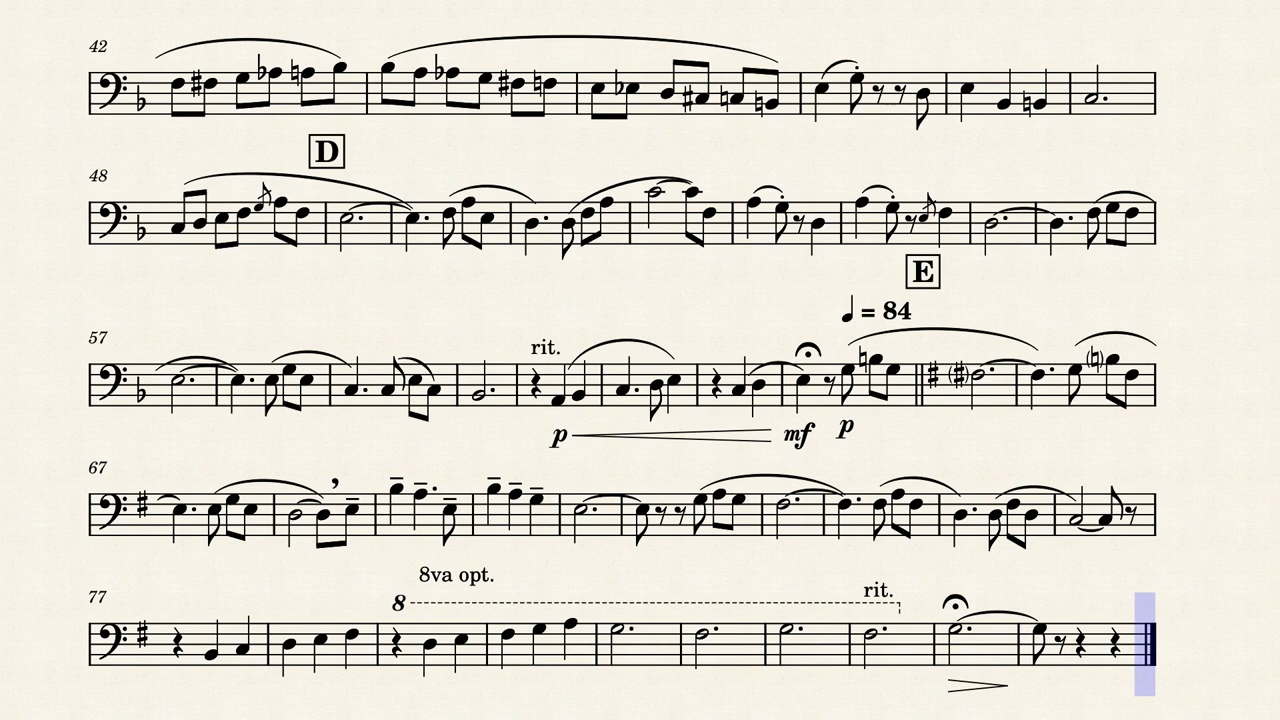 42
D
48
E
♩ = 84
57
rit.
p
mf
p
67
8va opt.
77
8
rit.